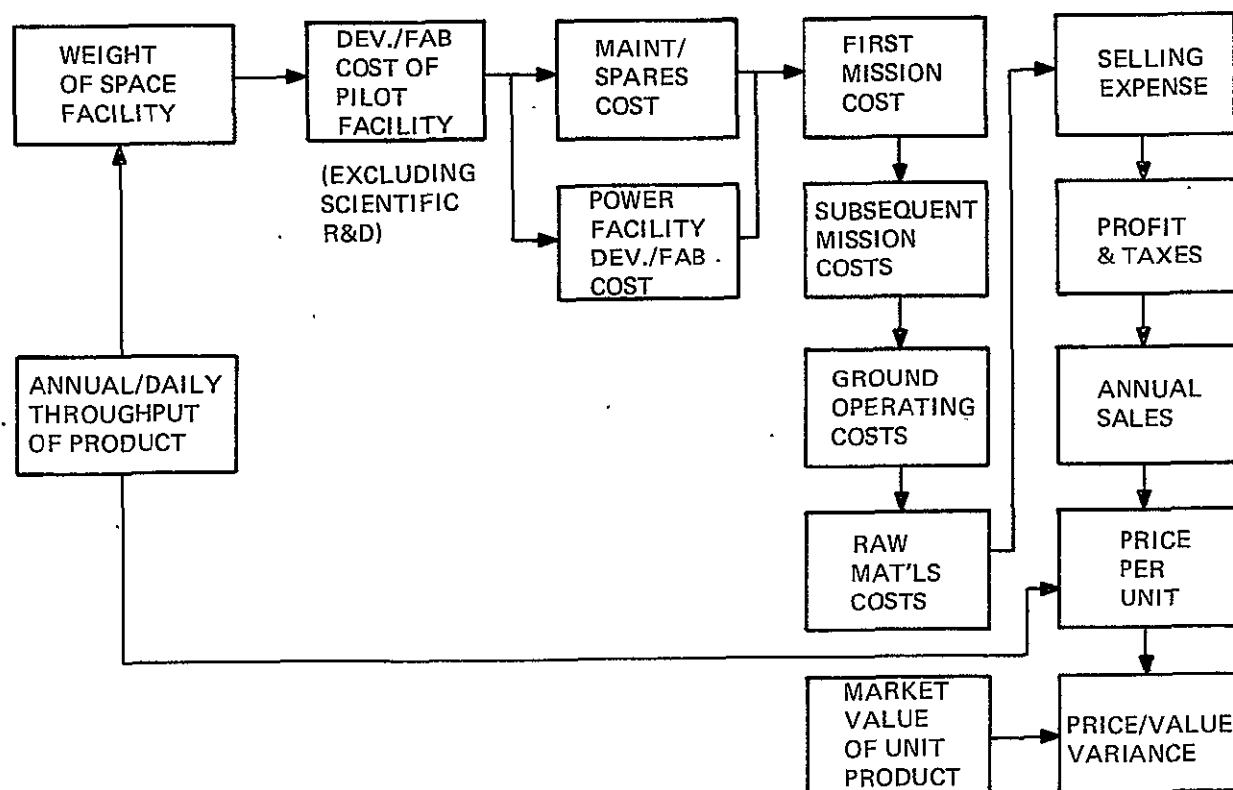 WEIGHT
OF SPACE
FACILITY
DEV./FAB
COST OF
PILOT
FACILITY
(EXCLUDING
SCIENTIFIC
R&D)
MAINT/
SPARES
COST
POWER
FACILITY
DEV./FAB
COST
FIRST
MISSION
COST
SUBSEQUENT
MISSION
COSTS
GROUND
OPERATING
COSTS
RAW
MAT'LS
COSTS
SELLING
EXPENSE
PROFIT
& TAXES
ANNUAL
SALES
PRICE
PER
UNIT
ANNUAL/DAILY
THROUGHPUT
OF PRODUCT
MARKET
VALUE
OF UNIT
PRODUCT
PRICE/VALUE
VARIANCE